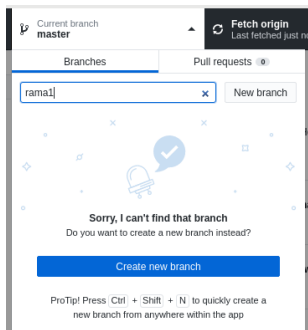 Current branch
master
Fetch origin
Last fetched just no
Branches
Pull requests 0
rama1
New branch
Sorry, I can't find that branch
Do you want to create a new branch instead?
Create new branch
ProTip! Press Ctrl + Shift + N to quickly create a
new branch from anywhere within the app